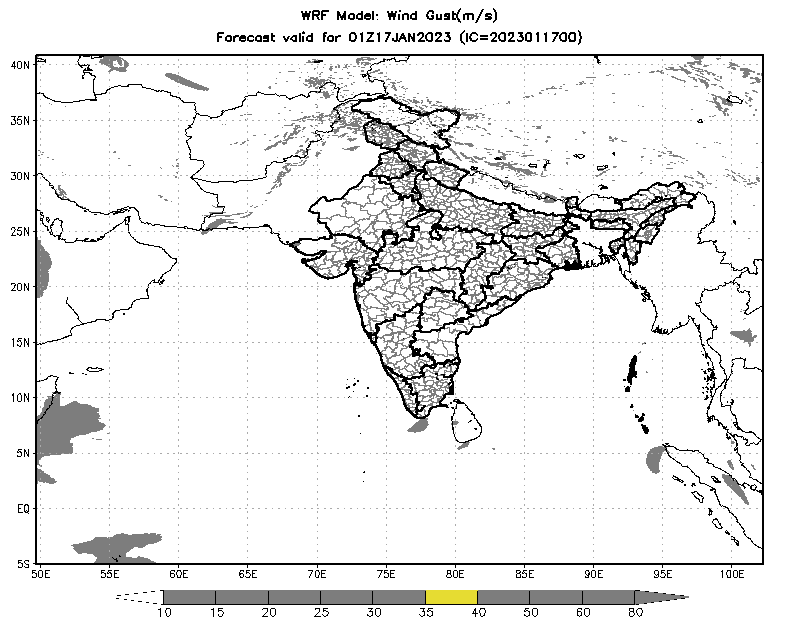 WRF Model: Wind Gust(m/s)
Forecast valid for 01Z17JAN2023 (IC=2023011700)
40N
35N
30N
25N
20N
15N
10N
5N
EQ
5S
50E 55E 60E 65E 70E 75E 80E 85E 90E 95E 100E
10 15 20 25 30 35 40 50 60 80